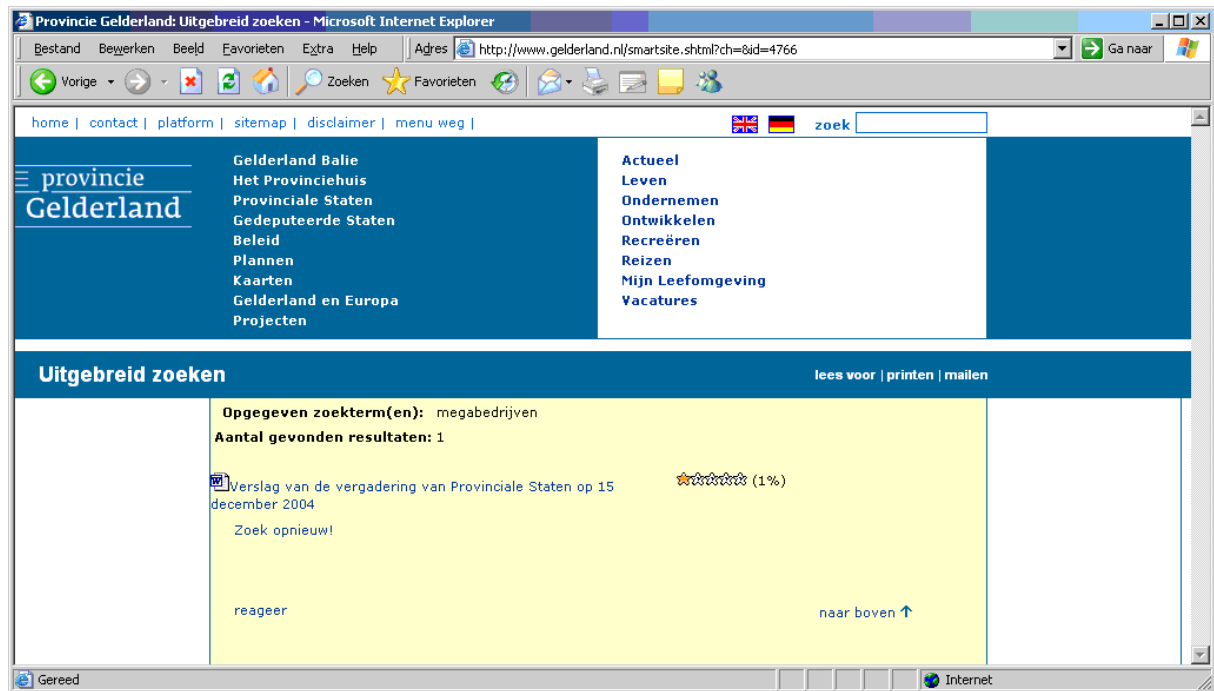 Provincie Gelderland: Uitgebreid zoeken - Microsoft Internet Explorer
Bestand Bewerken Beeld Favorieten Extra Help Adres http://www.gelderland.nl/smartsite.shtml?ch=&id=4766 Ga naar
Vorige Zoeken Favorieten
home | contact | platform | sitemap | disclaimer | menu weg | zoek
provincie
Gelderland
Gelderland Balie
Het Provinciehuis
Provinciale Staten
Gedeputeerde Staten
Beleid
Plannen
Kaarten
Gelderland en Europa
Projecten
Actueel
Leven
Ondernemen
Ontwikkelen
Recreëren
Reizen
Mijn Leefomgeving
Vacatures
Uitgebreid zoeken lees voor | printen | mailen
Opgegeven zoekterm(en): megabedrijven
Aantal gevonden resultaten: 1
Verslag van de vergadering van Provinciale Staten op 15 (1%)
december 2004
Zoek opnieuw!
reageer naar boven
Gereed Internet